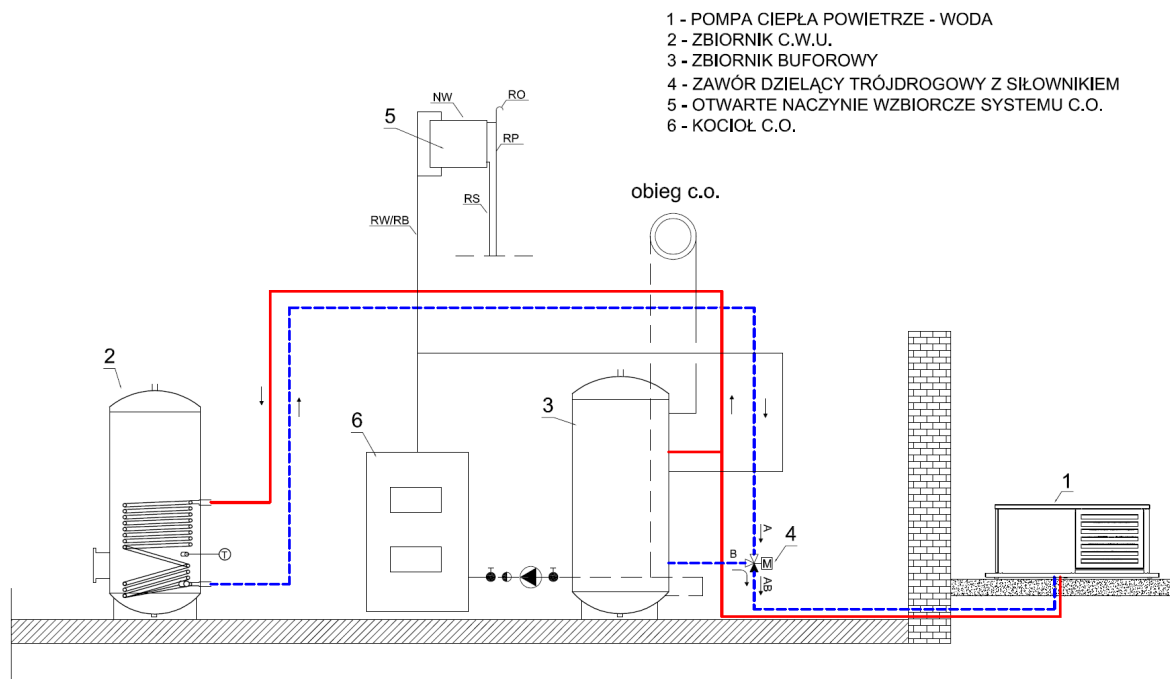 1 - POMPA CIEPŁA POWIETRZE - WODA
2 - ZBIORNIK C.W.U.
3 - ZBIORNIK BUFOROWY
4 - ZAWÓR DZIELĄCY TRÓJDROGOWY Z SIŁOWNIKIEM
5 - OTWARTE NACZYNIE WZBIORCZE SYSTEMU C.O.
6 - KOCIOŁ C.O.
NW
RO
5
RP
RS
RW/RB
obieg c.o.
2
3
6
1
A
4
B
M
AB
T